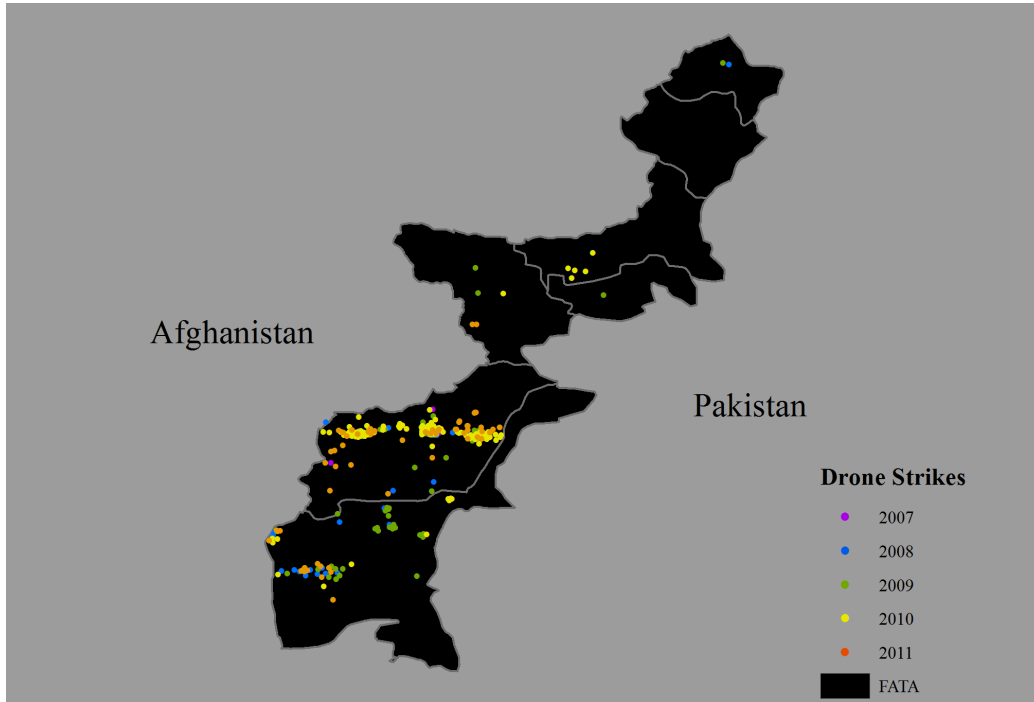 Afghanistan
Pakistan
Drone Strikes
2007
2008
2009
2010
2011
FATA